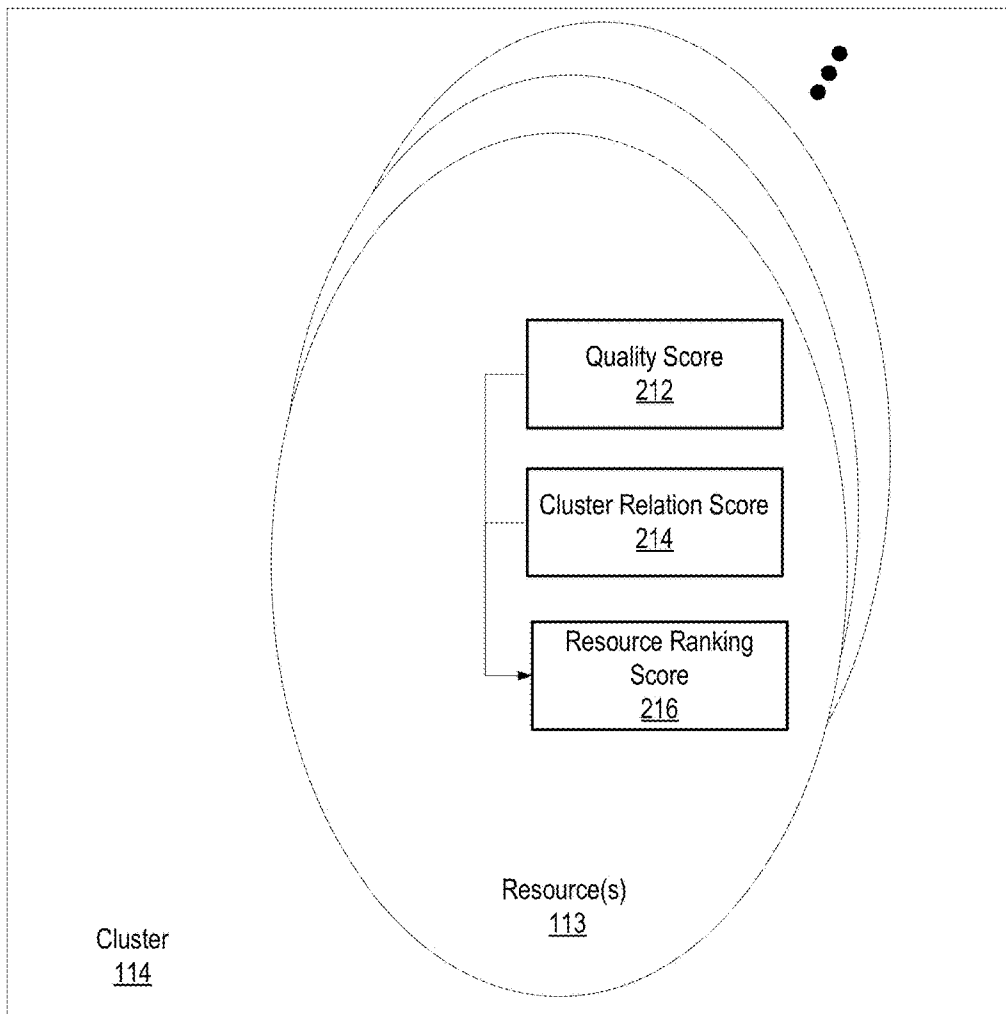 Quality Score
212
Cluster Relation Score
214
Resource Ranking
Score
216
Resource(s)
113
Cluster
114